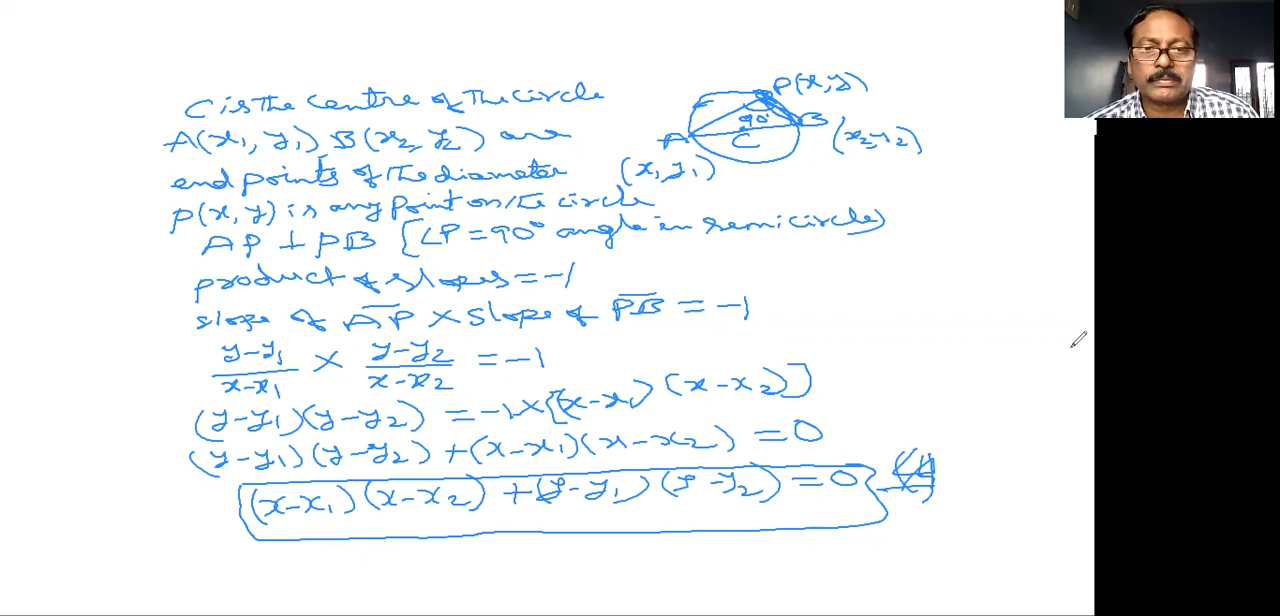 C is the centre of the circle
A(x₁, y₁) B(x₂, y₂) are
end points of the diameter
P(x, y) is any point on the circle
AP ⊥ PB [∠P = 90° angle in semicircle)
product of slopes = -1
slope of A͞P × slope of P͞B = -1
(y-y₁)/(x-x₁) × (y-y₂)/(x-x₂) = -1
(y-y₁)(y-y₂) = -1×[(x-x₁)(x-x₂)]
(y-y₁)(y-y₂) + (x-x₁)(x-x₂) = 0
(x-x₁)(x-x₂) + (y-y₁)(y-y₂) = 0
P(x, y)
90°
A
B
C
(x₁, y₁)
(x₂, y₂)